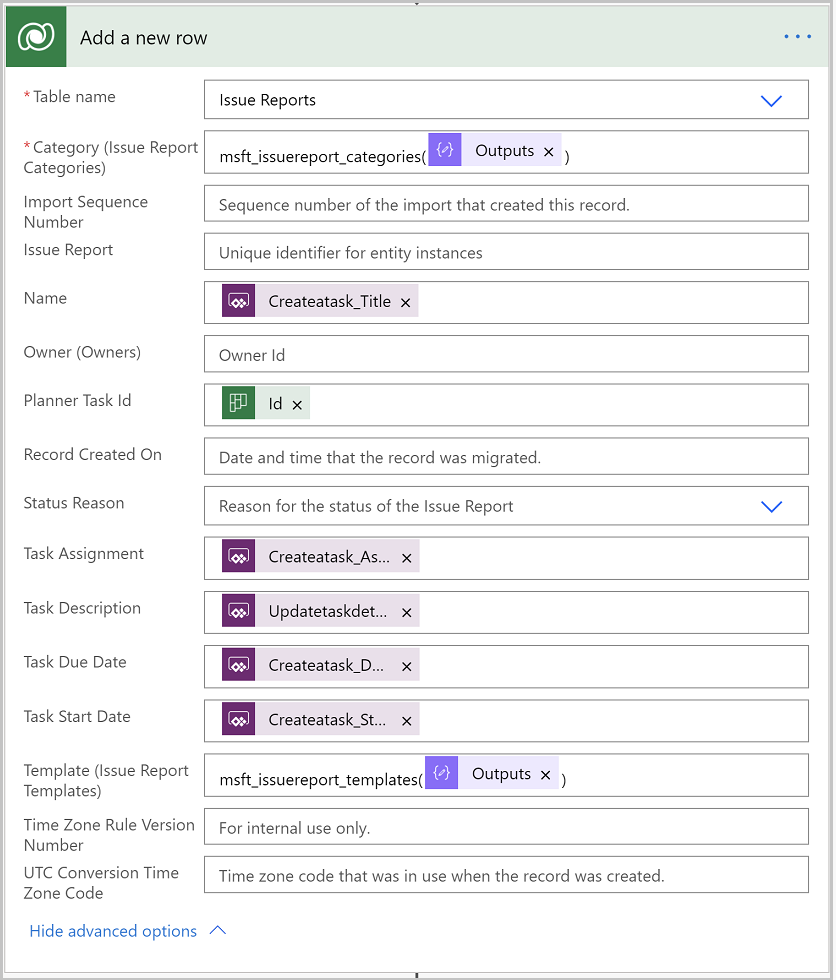 Add a new row
* Table name
Issue Reports
* Category (Issue Report
Categories)
msft_issuereport_categories( Outputs × )
Import Sequence
Number
Sequence number of the import that created this record.
Issue Report
Unique identifier for entity instances
Name
Createatask_Title ×
Owner (Owners)
Owner Id
Planner Task Id
Id ×
Record Created On
Date and time that the record was migrated.
Status Reason
Reason for the status of the Issue Report
Task Assignment
Createatask_As... ×
Task Description
Updatetaskdet... ×
Task Due Date
Createatask_D... ×
Task Start Date
Createatask_St... ×
Template (Issue Report
Templates)
msft_issuereport_templates( Outputs × )
Time Zone Rule Version
Number
For internal use only.
UTC Conversion Time
Zone Code
Time zone code that was in use when the record was created.
Hide advanced options